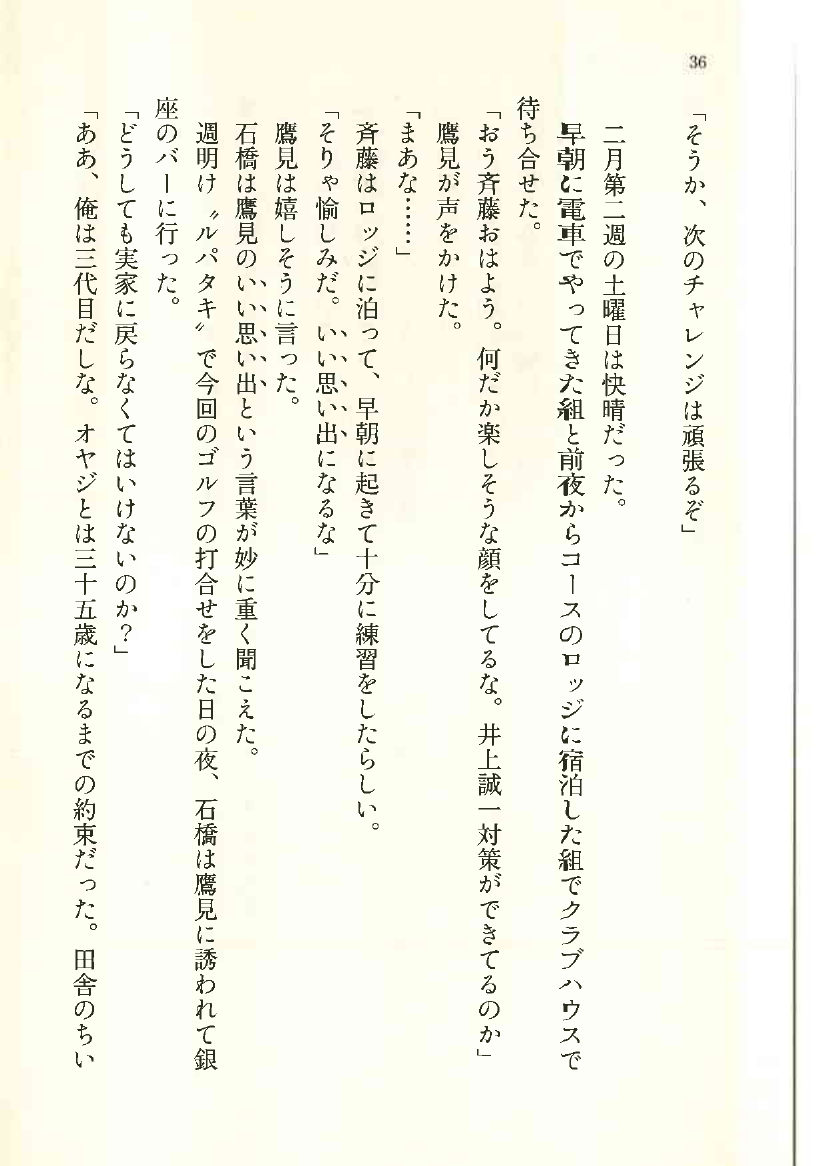 36
「そうか、次のチャレンジは頑張るぞ」
二月第二週の土曜日は快晴だった。
早朝に電車でやってきた組と前夜からコースのロッジに宿泊した組でクラブハウスで
待ち合せた。
「おう斉藤おはよう。何だか楽しそうな顔をしてるな。井上誠一対策ができてるのか」
鷹見が声をかけた。
「まあな……」
斉藤はロッジに泊って、早朝に起きて十分に練習をしたらしい。
「そりゃ愉しみだ。いい思い出になるな」
鷹見は嬉しそうに言った。
石橋は鷹見のいい思い出という言葉が妙に重く聞こえた。
週明け〝ルパタキ〟で今回のゴルフの打合せをした日の夜、石橋は鷹見に誘われて銀
座のバーに行った。
「どうしても実家に戻らなくてはいけないのか？」
「ああ、俺は三代目だしな。オヤジとは三十五歳になるまでの約束だった。田舎のちい